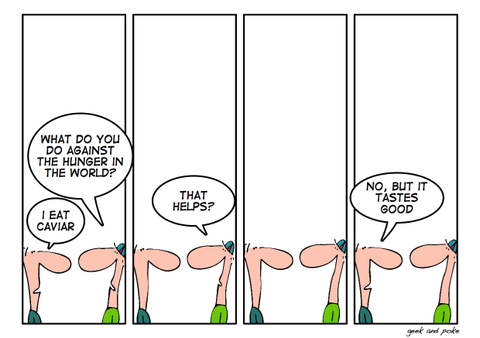 WHAT DO YOU
DO AGAINST
THE HUNGER IN
THE WORLD?
I EAT
CAVIAR
THAT
HELPS?
NO, BUT IT
TASTES
GOOD
geek and poke